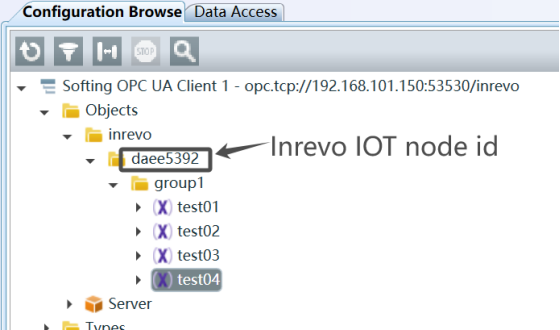 Configuration Browse Data Access
STOP
Softing OPC UA Client 1 - opc.tcp://192.168.101.150:53530/inrevo
Objects
inrevo
daee5392 Inrevo IOT node id
group1
(X) test01
(X) test02
(X) test03
(X) test04
Server
Types